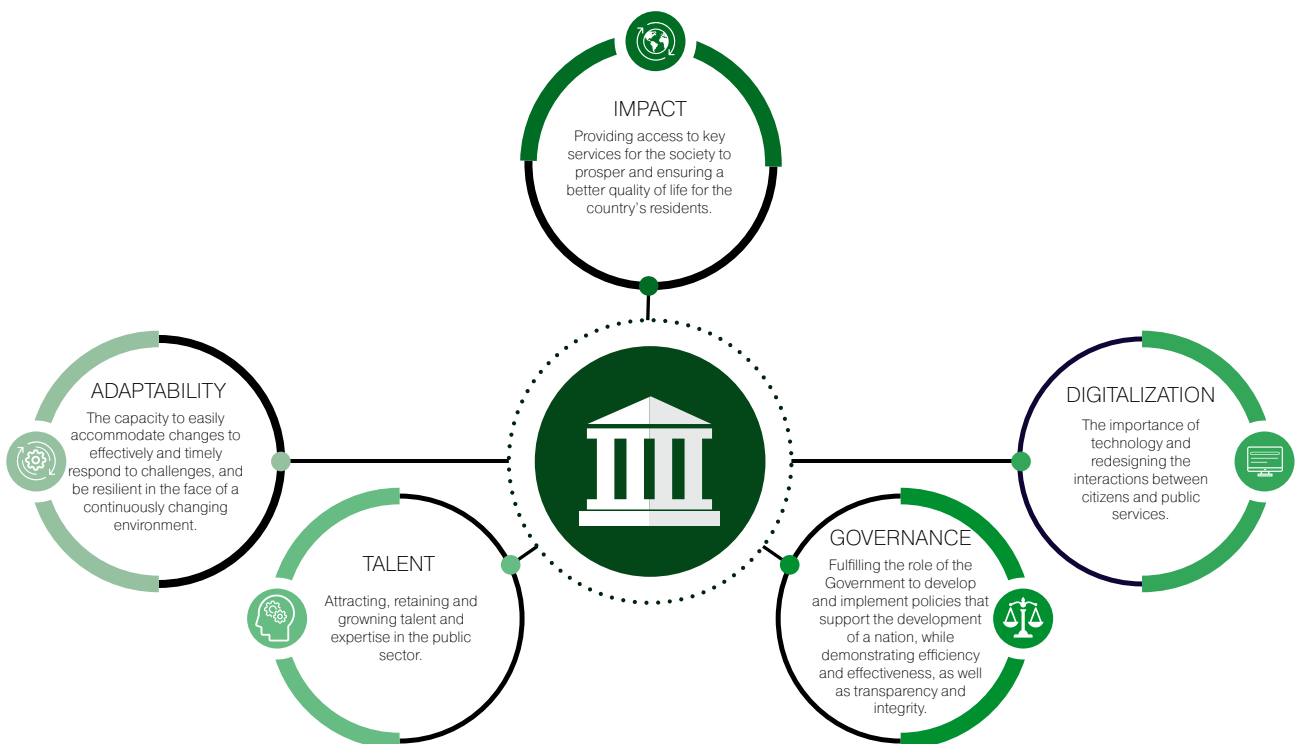 IMPACT
Providing access to key
services for the society to
prosper and ensuring a
better quality of life for the
country's residents.
ADAPTABILITY
The capacity to easily
accommodate changes to
effectively and timely
respond to challenges, and
be resilient in the face of a
continuously changing
environment.
DIGITALIZATION
The importance of
technology and
redesigning the
interactions between
citizens and public
services.
TALENT
Attracting, retaining and
growning talent and
expertise in the public
sector.
GOVERNANCE
Fulfilling the role of the
Government to develop
and implement policies that
support the development
of a nation, while
demonstrating efficiency
and effectiveness, as well
as transparency and
integrity.